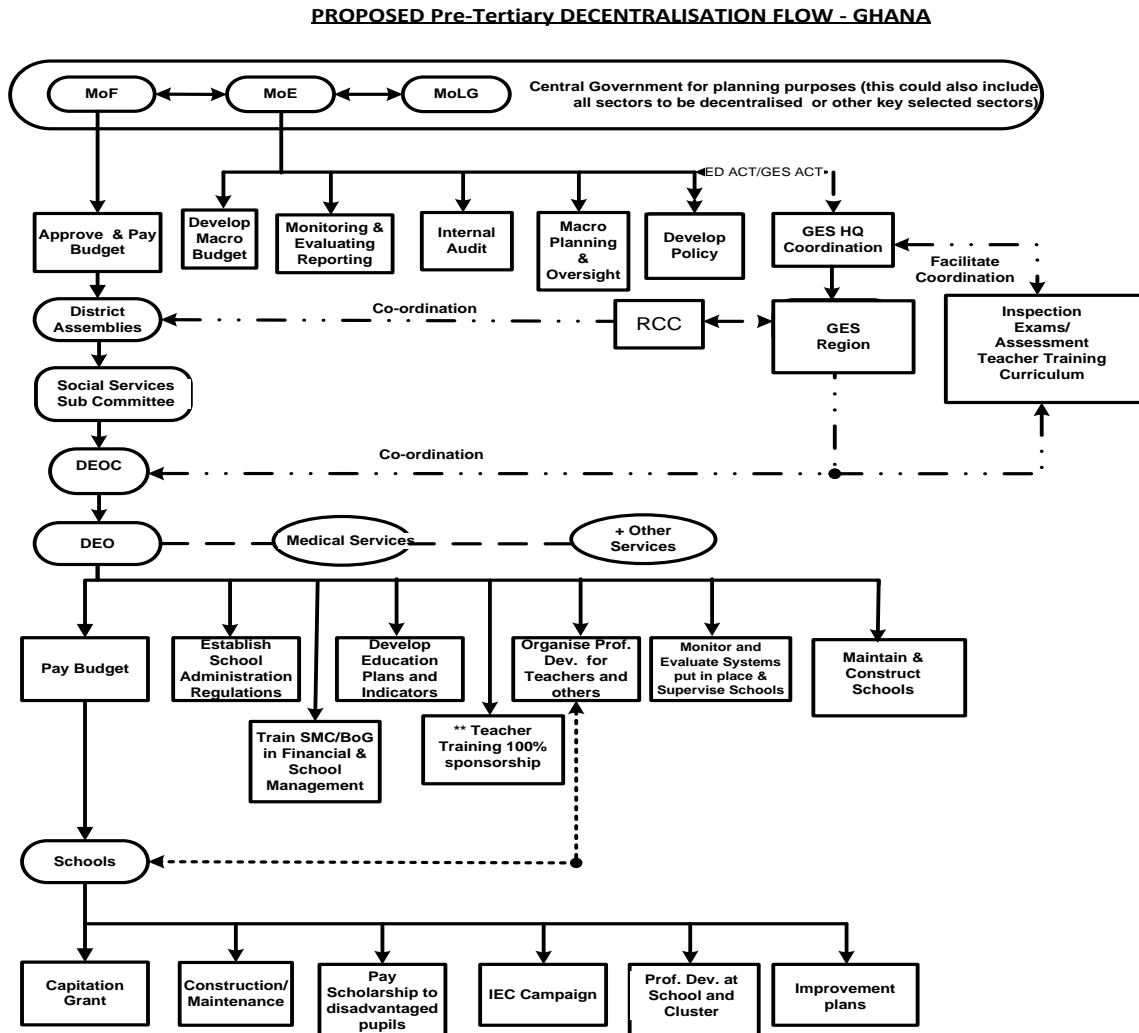 PROPOSED Pre-Tertiary DECENTRALISATION FLOW - GHANA
MoF
MoE
MoLG
Central Government for planning purposes (this could also include
all sectors to be decentralised or other key selected sectors)
ED ACT/GES ACT
Approve & Pay
Budget
Develop
Macro
Budget
Monitoring &
Evaluating
Reporting
Internal
Audit
Macro
Planning
&
Oversight
Develop
Policy
GES HQ
Coordination
Facilitate
Coordination
District
Assemblies
Co-ordination
RCC
GES
Region
Inspection
Exams/
Assessment
Teacher Training
Curriculum
Social Services
Sub Committee
DEOC
Co-ordination
DEO
Medical Services
+ Other
Services
Pay Budget
Establish
School
Administration
Regulations
Develop
Education
Plans and
Indicators
Organise Prof.
Dev. for
Teachers and
others
Monitor and
Evaluate Systems
put in place &
Supervise Schools
Maintain &
Construct
Schools
Train SMC/BoG
in Financial &
School
Management
** Teacher
Training 100%
sponsorship
Schools
Capitation
Grant
Construction/
Maintenance
Pay
Scholarship to
disadvantaged
pupils
IEC Campaign
Prof. Dev. at
School and
Cluster
Improvement
plans